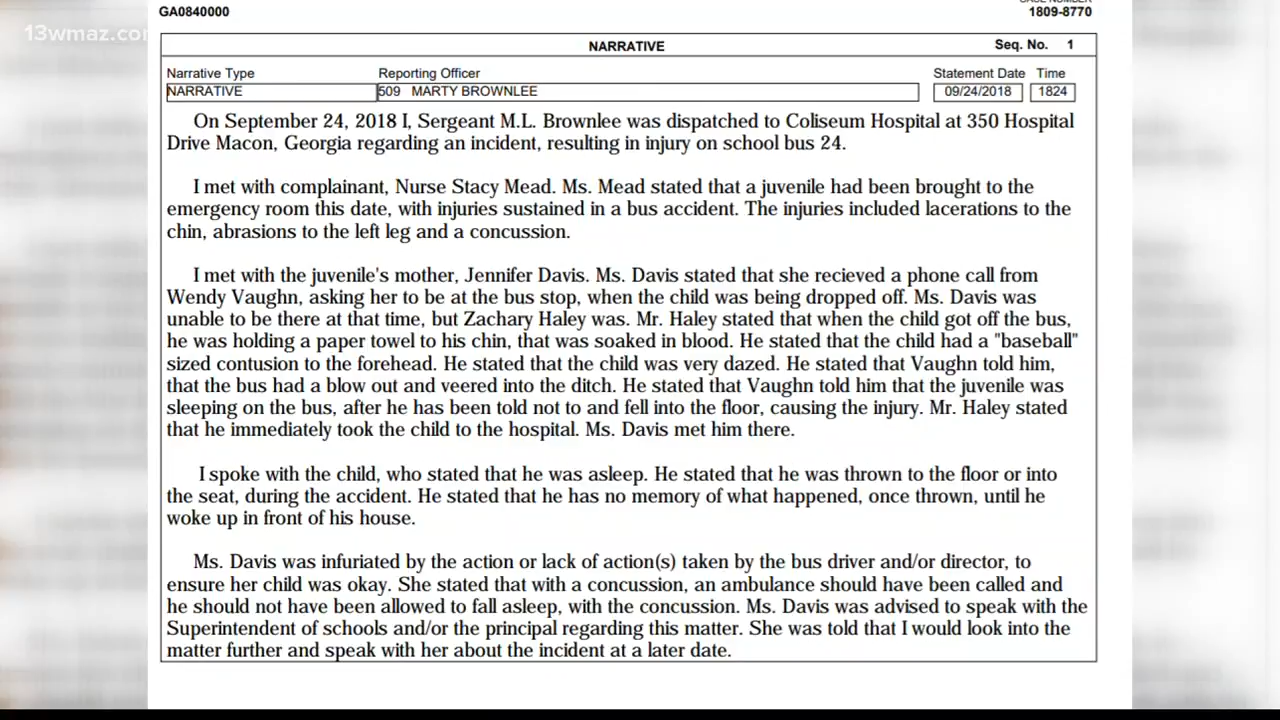 GA0840000
CASE NUMBER
1809-8770
13wmaz.com
NARRATIVE
Seq. No. 1
Narrative Type
Reporting Officer
Statement Date
Time
NARRATIVE
509 MARTY BROWNLEE
09/24/2018
1824
On September 24, 2018 I, Sergeant M.L. Brownlee was dispatched to Coliseum Hospital at 350 Hospital
Drive Macon, Georgia regarding an incident, resulting in injury on school bus 24.
I met with complainant, Nurse Stacy Mead. Ms. Mead stated that a juvenile had been brought to the
emergency room this date, with injuries sustained in a bus accident. The injuries included lacerations to the
chin, abrasions to the left leg and a concussion.
I met with the juvenile's mother, Jennifer Davis. Ms. Davis stated that she recieved a phone call from
Wendy Vaughn, asking her to be at the bus stop, when the child was being dropped off. Ms. Davis was
unable to be there at that time, but Zachary Haley was. Mr. Haley stated that when the child got off the bus,
he was holding a paper towel to his chin, that was soaked in blood. He stated that the child had a "baseball"
sized contusion to the forehead. He stated that the child was very dazed. He stated that Vaughn told him,
that the bus had a blow out and veered into the ditch. He stated that Vaughn told him that the juvenile was
sleeping on the bus, after he has been told not to and fell into the floor, causing the injury. Mr. Haley stated
that he immediately took the child to the hospital. Ms. Davis met him there.
I spoke with the child, who stated that he was asleep. He stated that he was thrown to the floor or into
the seat, during the accident. He stated that he has no memory of what happened, once thrown, until he
woke up in front of his house.
Ms. Davis was infuriated by the action or lack of action(s) taken by the bus driver and/or director, to
ensure her child was okay. She stated that with a concussion, an ambulance should have been called and
he should not have been allowed to fall asleep, with the concussion. Ms. Davis was advised to speak with the
Superintendent of schools and/or the principal regarding this matter. She was told that I would look into the
matter further and speak with her about the incident at a later date.